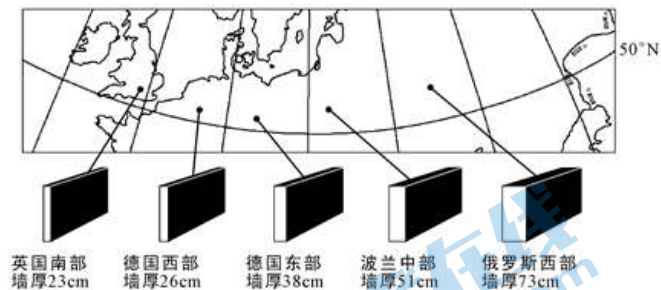 50°N
英国南部
墙厚23cm
德国西部
墙厚26cm
德国东部
墙厚38cm
波兰中部
墙厚51cm
俄罗斯西部
墙厚73cm
在线